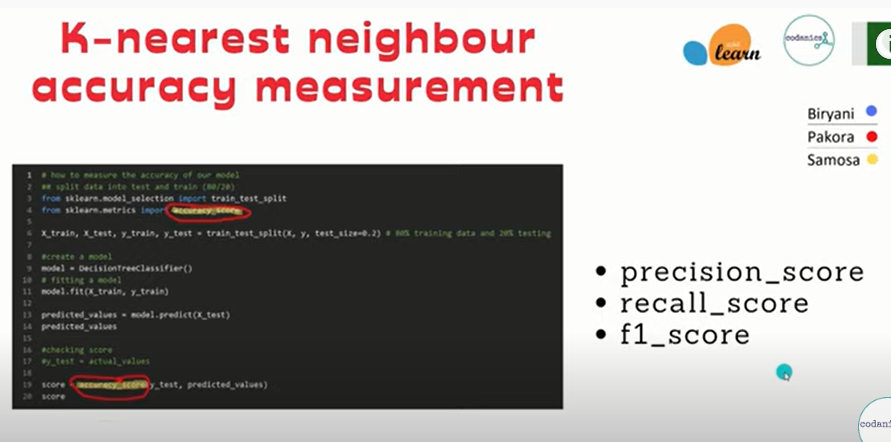 K-nearest neighbour
accuracy measurement
learn
codanics
Biryani
Pakora
Samosa
1 # how to measure the accuracy of our model
2 ## split data into test and train (80/20)
3 from sklearn.model_selection import train_test_split
4 from sklearn.metrics import accuracy_score
5
6 X_train, X_test, y_train, y_test = train_test_split(X, y, test_size=0.2) # 80% training data and 20% testing
7
8 #create a model
9 model = DecisionTreeClassifier()
10 # fitting a model
11 model.fit(X_train, y_train)
12
13 predicted_values = model.predict(X_test)
14 predicted_values
15
16 #checking score
17 #y_test = actual_values
18
19 score = accuracy_score(y_test, predicted_values)
20 score
• precision_score
• recall_score
• f1_score
codani